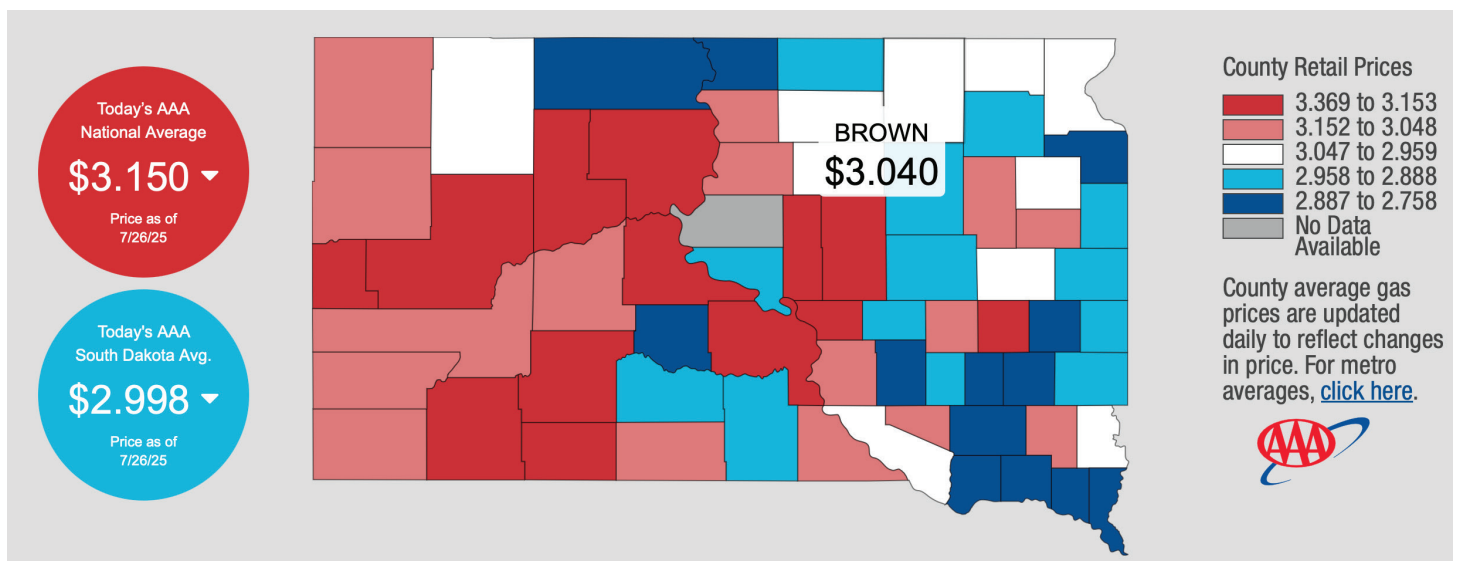 Today's AAA
National Average
$3.150
Price as of
7/26/25
Today's AAA
South Dakota Avg.
$2.998
Price as of
7/26/25
BROWN
$3.040
County Retail Prices
3.369 to 3.153
3.152 to 3.048
3.047 to 2.959
2.958 to 2.888
2.887 to 2.758
No Data
Available
County average gas
prices are updated
daily to reflect changes
in price. For metro
averages, click here.
AAA